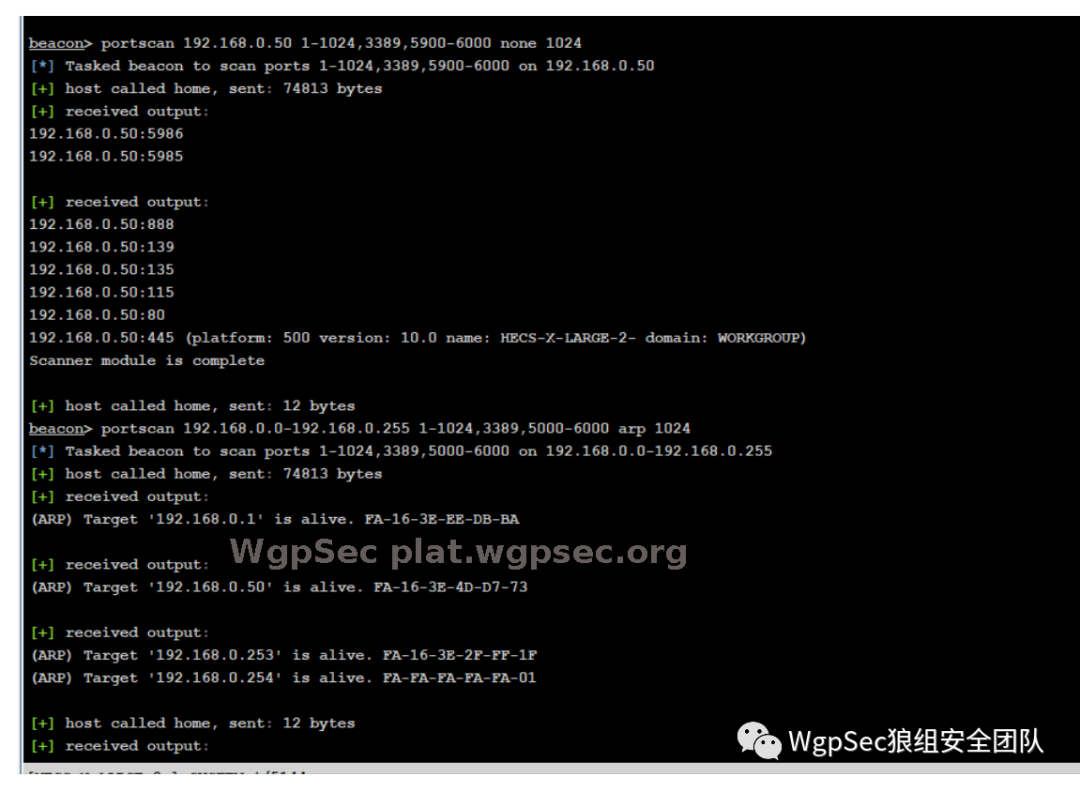 beacon> portscan 192.168.0.50 1-1024,3389,5900-6000 none 1024
[*] Tasked beacon to scan ports 1-1024,3389,5900-6000 on 192.168.0.50
[+] host called home, sent: 74813 bytes
[+] received output:
192.168.0.50:5986
192.168.0.50:5985
[+] received output:
192.168.0.50:888
192.168.0.50:139
192.168.0.50:135
192.168.0.50:115
192.168.0.50:80
192.168.0.50:445 (platform: 500 version: 10.0 name: HECS-X-LARGE-2- domain: WORKGROUP)
Scanner module is complete
[+] host called home, sent: 12 bytes
beacon> portscan 192.168.0.0-192.168.0.255 1-1024,3389,5000-6000 arp 1024
[*] Tasked beacon to scan ports 1-1024,3389,5000-6000 on 192.168.0.0-192.168.0.255
[+] host called home, sent: 74813 bytes
[+] received output:
(ARP) Target '192.168.0.1' is alive. FA-16-3E-EE-DB-BA
WgpSec plat.wgpsec.org
[+] received output:
(ARP) Target '192.168.0.50' is alive. FA-16-3E-4D-D7-73
[+] received output:
(ARP) Target '192.168.0.253' is alive. FA-16-3E-2F-FF-1F
(ARP) Target '192.168.0.254' is alive. FA-FA-FA-FA-FA-01
[+] host called home, sent: 12 bytes
[+] received output:
WgpSec狼组安全团队